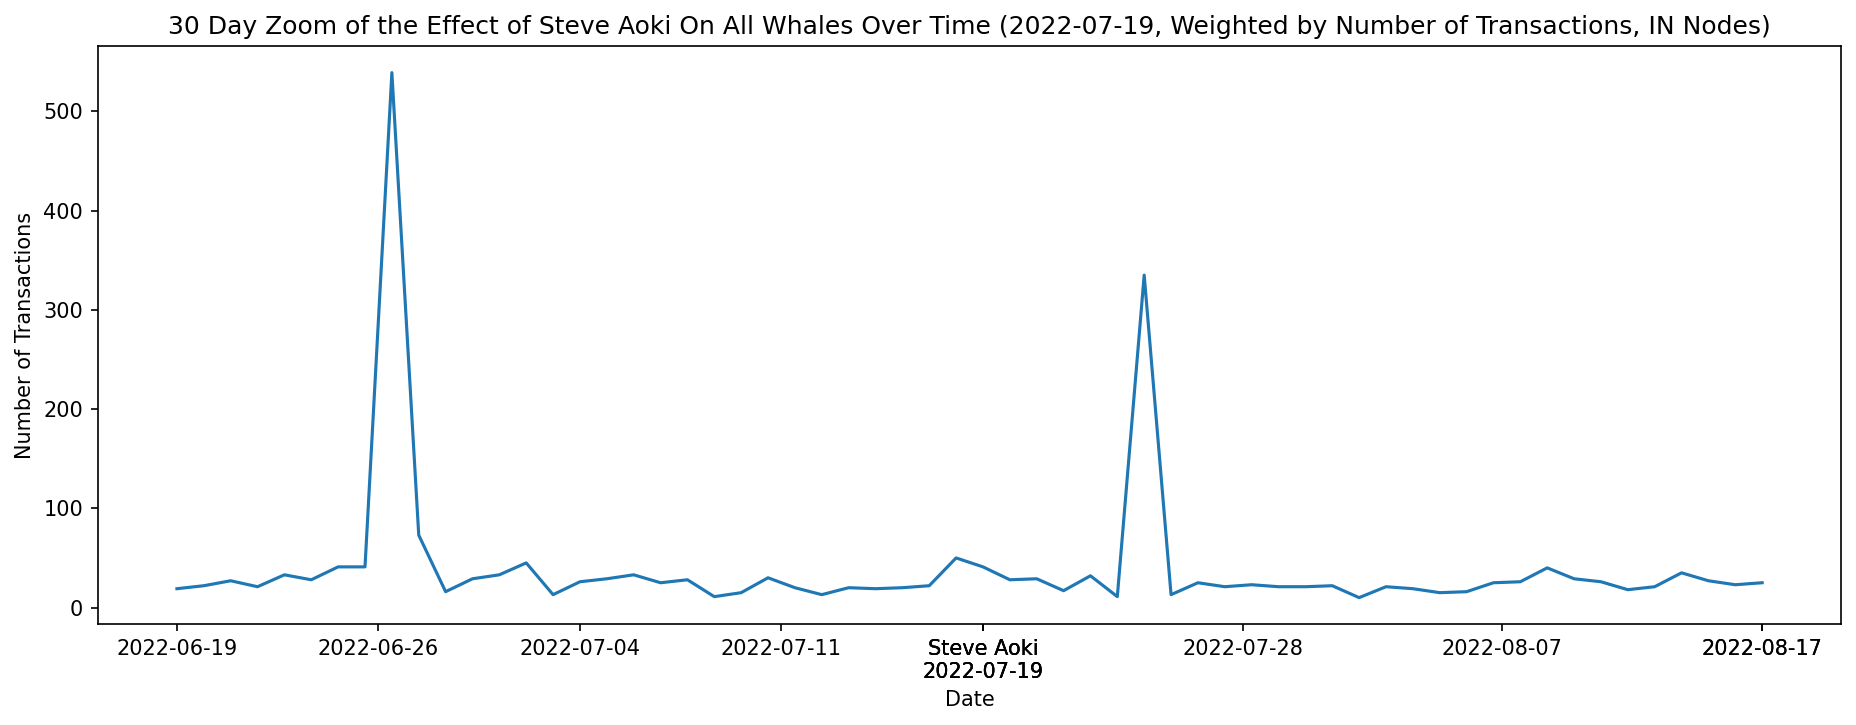 30 Day Zoom of the Effect of Steve Aoki On All Whales Over Time (2022-07-19, Weighted by Number of Transactions, IN Nodes)
Number of Transactions
500
400
300
200
100
0
2022-06-19 2022-06-26 2022-07-04 2022-07-11 Steve Aoki 2022-07-28 2022-08-07 2022-08-17
2022-07-19
Date